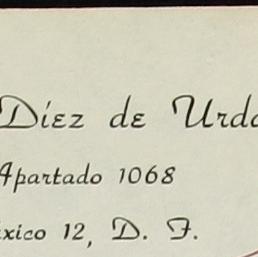 Díez de Urda
Apartado 1068
xico 12, D. F.